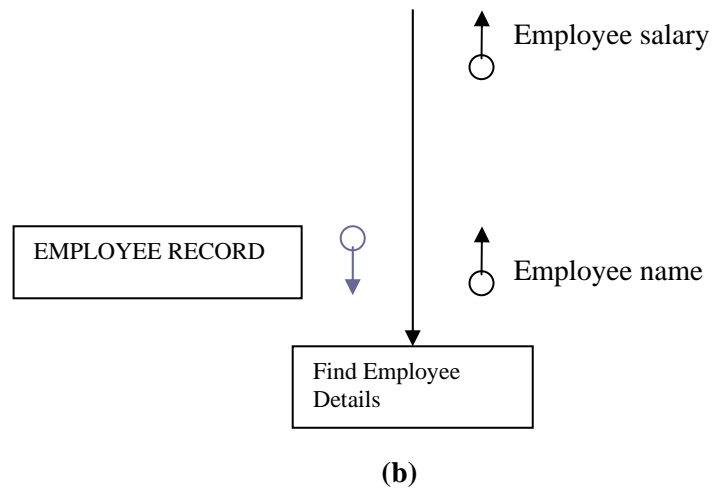 Employee salary
EMPLOYEE RECORD
Employee name
Find Employee
Details
(b)